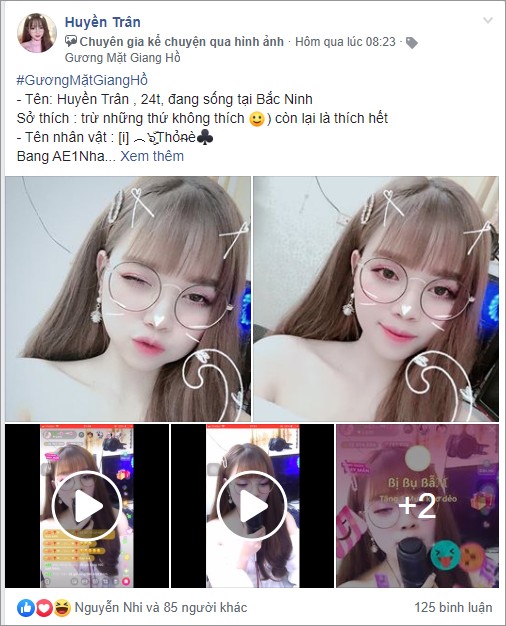 Huyền Trân
Chuyên gia kể chuyện qua hình ảnh · Hôm qua lúc 08:23 ·
Gương Mặt Giang Hồ
#GươngMặtGiangHồ
- Tên: Huyền Trân , 24t, đang sống tại Bắc Ninh
Sở thích : trừ những thứ không thích 🙂) còn lại là thích hết
- Tên nhân vật : [i] ︵✿Thỏnè♣
Bang AE1Nha... Xem thêm
Bị Bụ Bẫ
+2
Nguyễn Nhi và 85 người khác
125 bình luận